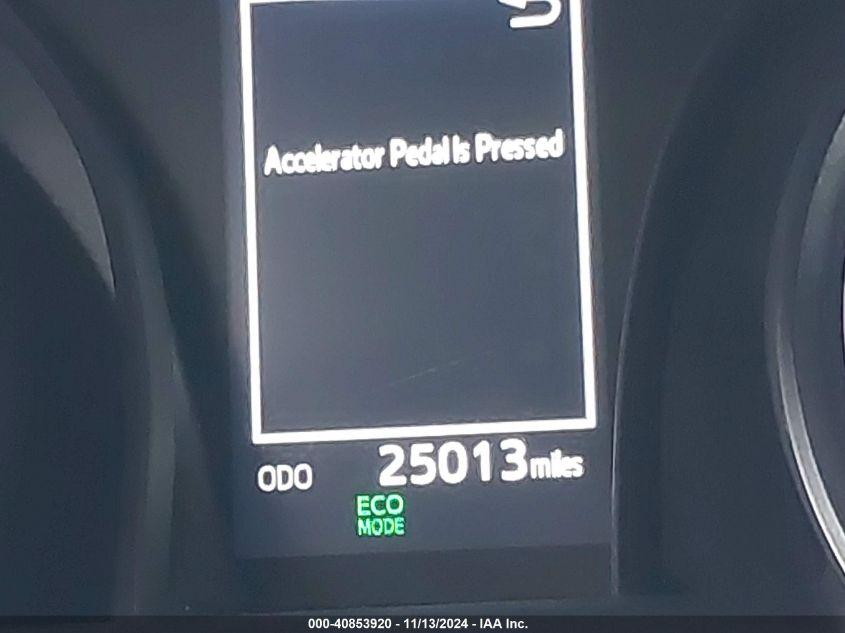 Accelerator Pedal Is Pressed
ODO 25013 miles
ECO
MODE
000-40853920 - 11/13/2024 - IAA Inc.